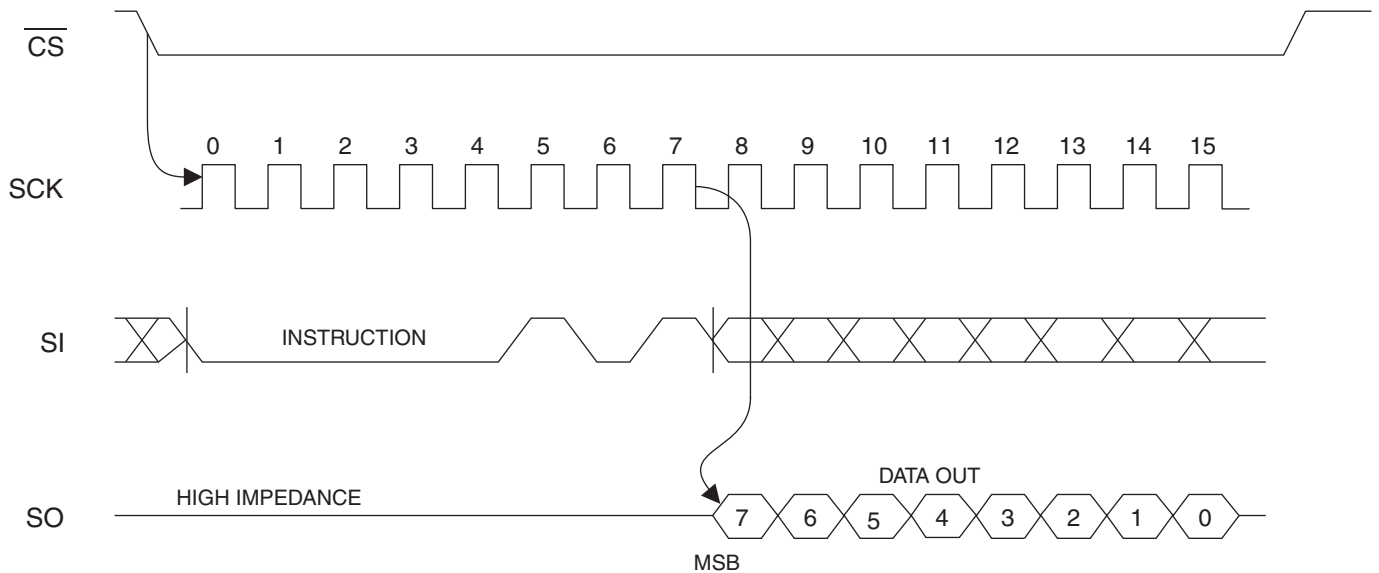 CS
0 1 2 3 4 5 6 7 8 9 10 11 12 13 14 15
SCK
SI
INSTRUCTION
DATA OUT
HIGH IMPEDANCE
SO
7 6 5 4 3 2 1 0
MSB